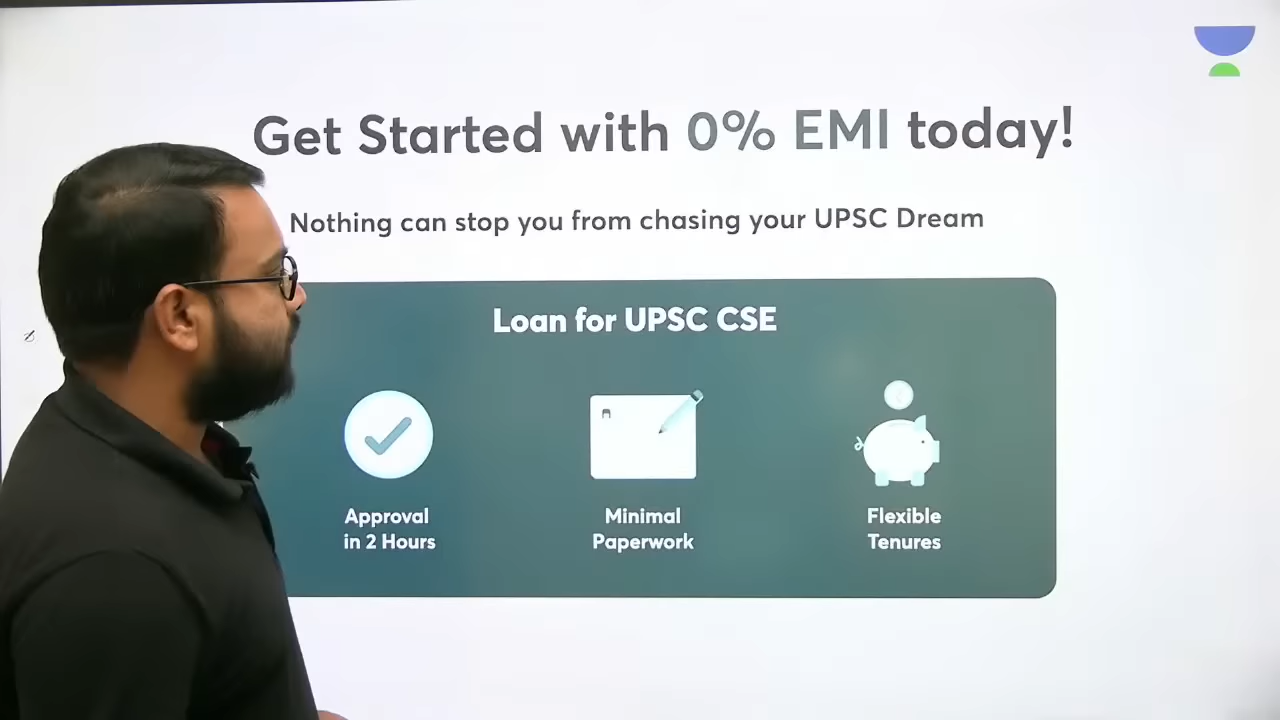 Get Started with 0% EMI today!
Nothing can stop you from chasing your UPSC Dream
Loan for UPSC CSE
Approval
in 2 Hours
Minimal
Paperwork
Flexible
Tenures